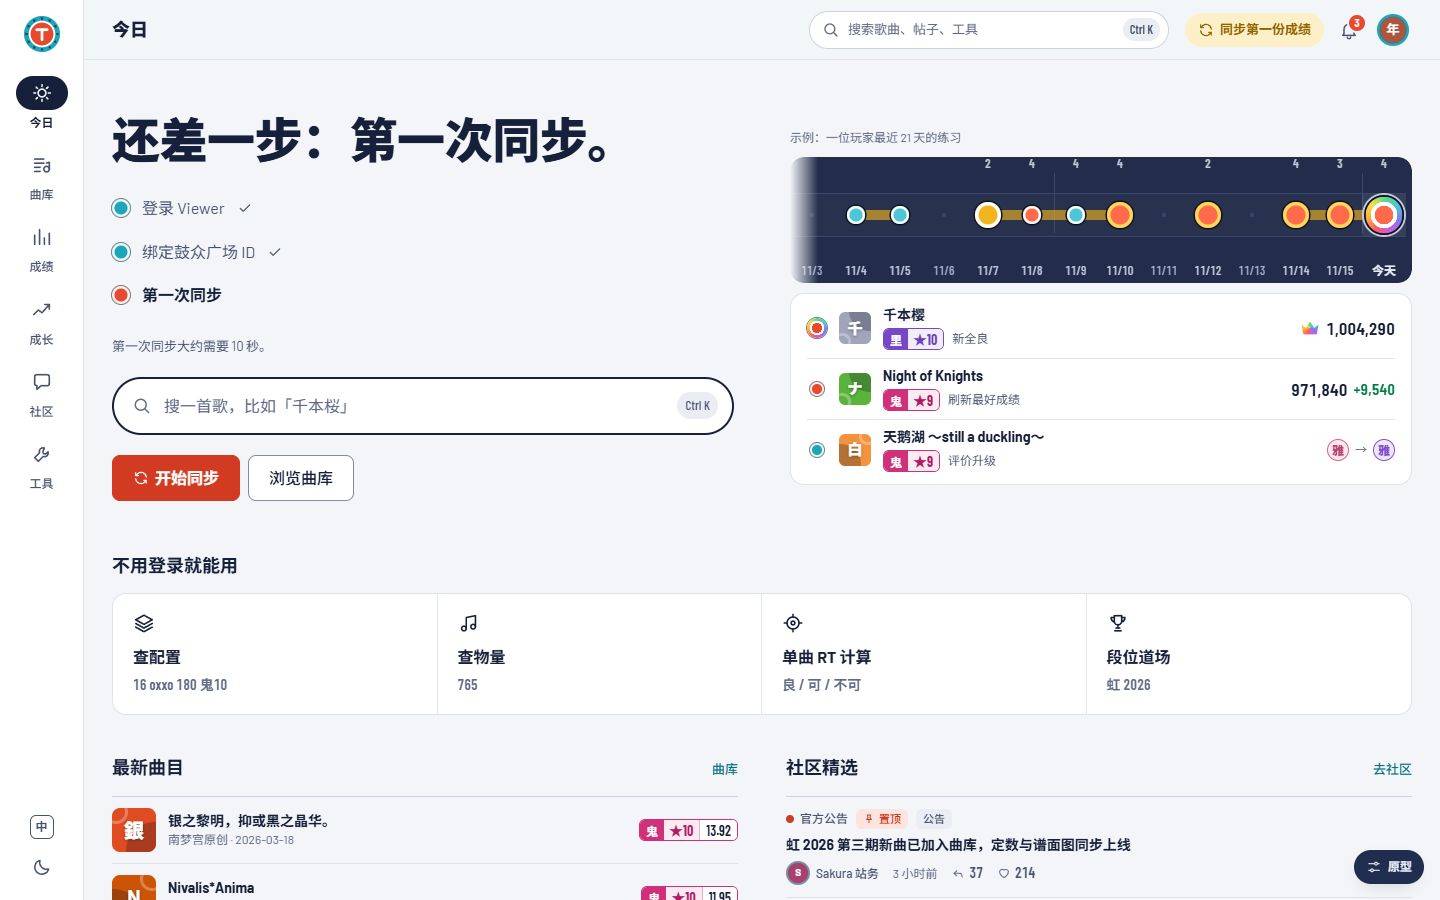 T
今日
曲库
成绩
成长
社区
工具
中
今日
搜索歌曲、帖子、工具
Ctrl K
同步第一份成绩
3
年
还差一步：第一次同步。
登录 Viewer
绑定鼓众广场 ID
第一次同步
第一次同步大约需要 10 秒。
搜一首歌，比如「千本桜」
Ctrl K
开始同步
浏览曲库
示例：一位玩家最近 21 天的练习
2 4 4 4 2 4 3 4
11/3 11/4 11/5 11/6 11/7 11/8 11/9 11/10 11/11 11/12 11/13 11/14 11/15 今天
千
千本樱
里 ★10 新全良
1,004,290
ナ
Night of Knights
鬼 ★9 刷新最好成绩
971,840 +9,540
白
天鹅湖 ～still a duckling～
鬼 ★9 评价升级
雅 → 雅
不用登录就能用
查配置
16 oxxo 180 鬼10
查物量
765
单曲 RT 计算
良 / 可 / 不可
段位道场
虹 2026
最新曲目
曲库
銀
银之黎明，抑或黑之晶华。
南梦宫原创 · 2026-03-18
鬼 ★10 13.92
N
Nivalis*Anima
鬼 ★10 11.95
社区精选
去社区
官方公告 置顶 公告
虹 2026 第三期新曲已加入曲库，定数与谱面图同步上线
S Sakura 站务 3 小时前 37 214
原型